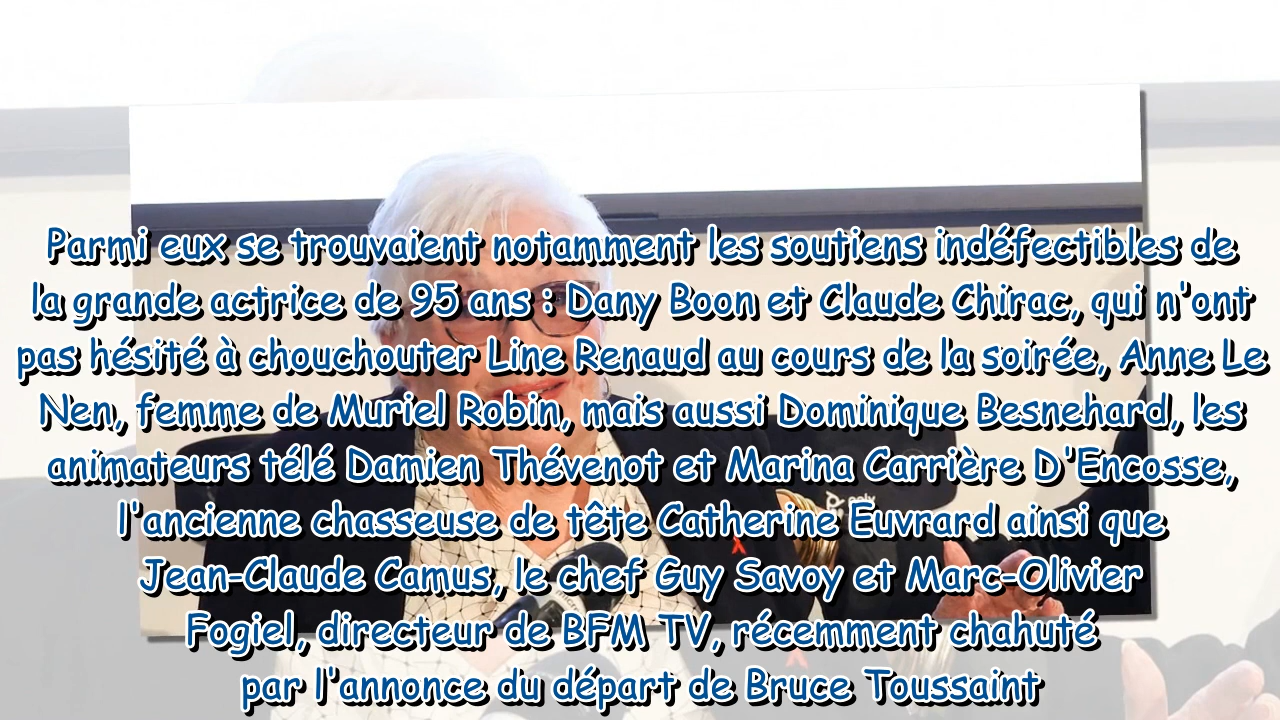 Parmi eux se trouvaient notamment les soutiens indéfectibles de
la grande actrice de 95 ans : Dany Boon et Claude Chirac, qui n'ont
pas hésité à chouchouter Line Renaud au cours de la soirée, Anne Le
Nen, femme de Muriel Robin, mais aussi Dominique Besnehard, les
animateurs télé Damien Thévenot et Marina Carrière D'Encosse,
l'ancienne chasseuse de tête Catherine Euvrard ainsi que
Jean-Claude Camus, le chef Guy Savoy et Marc-Olivier
Fogiel, directeur de BFM TV, récemment chahuté
par l'annonce du départ de Bruce Toussaint